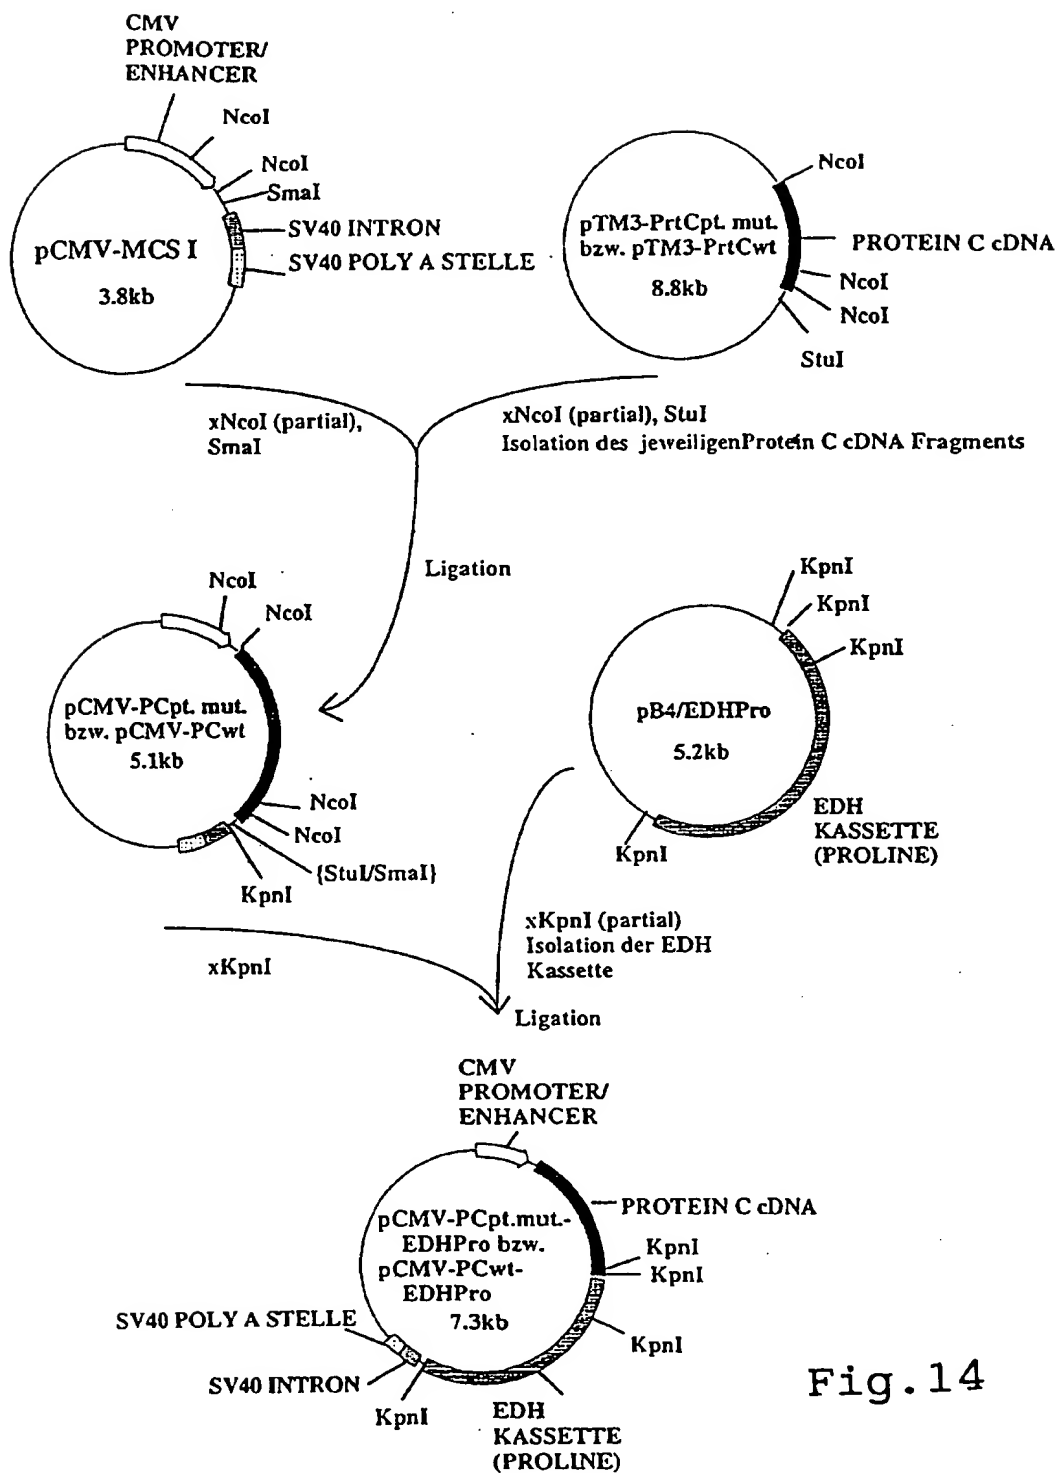 CMV
PROMOTER/
ENHANCER
NcoI
NcoI
SmaI
SV40 INTRON
SV40 POLY A STELLE
pCMV-MCS I
3.8kb
NcoI
pTM3-PrtCpt. mut.
bzw. pTM3-PrtCwt
8.8kb
PROTEIN C cDNA
NcoI
NcoI
StuI
xNcoI (partial),
SmaI
xNcoI (partial), StuI
Isolation des jeweiligenProtein C cDNA Fragments
Ligation
NcoI
NcoI
pCMV-PCpt. mut.
bzw. pCMV-PCwt
5.1kb
NcoI
NcoI
{StuI/SmaI}
KpnI
KpnI
KpnI
KpnI
pB4/EDHPro
5.2kb
EDH
KASSETTE
(PROLINE)
KpnI
xKpnI
xKpnI (partial)
Isolation der EDH
Kassette
Ligation
CMV
PROMOTER/
ENHANCER
PROTEIN C cDNA
pCMV-PCpt.mut.-
EDHPro bzw.
pCMV-PCwt-
EDHPro
7.3kb
KpnI
KpnI
KpnI
SV40 POLY A STELLE
SV40 INTRON
KpnI
EDH
KASSETTE
(PROLINE)
Fig.14